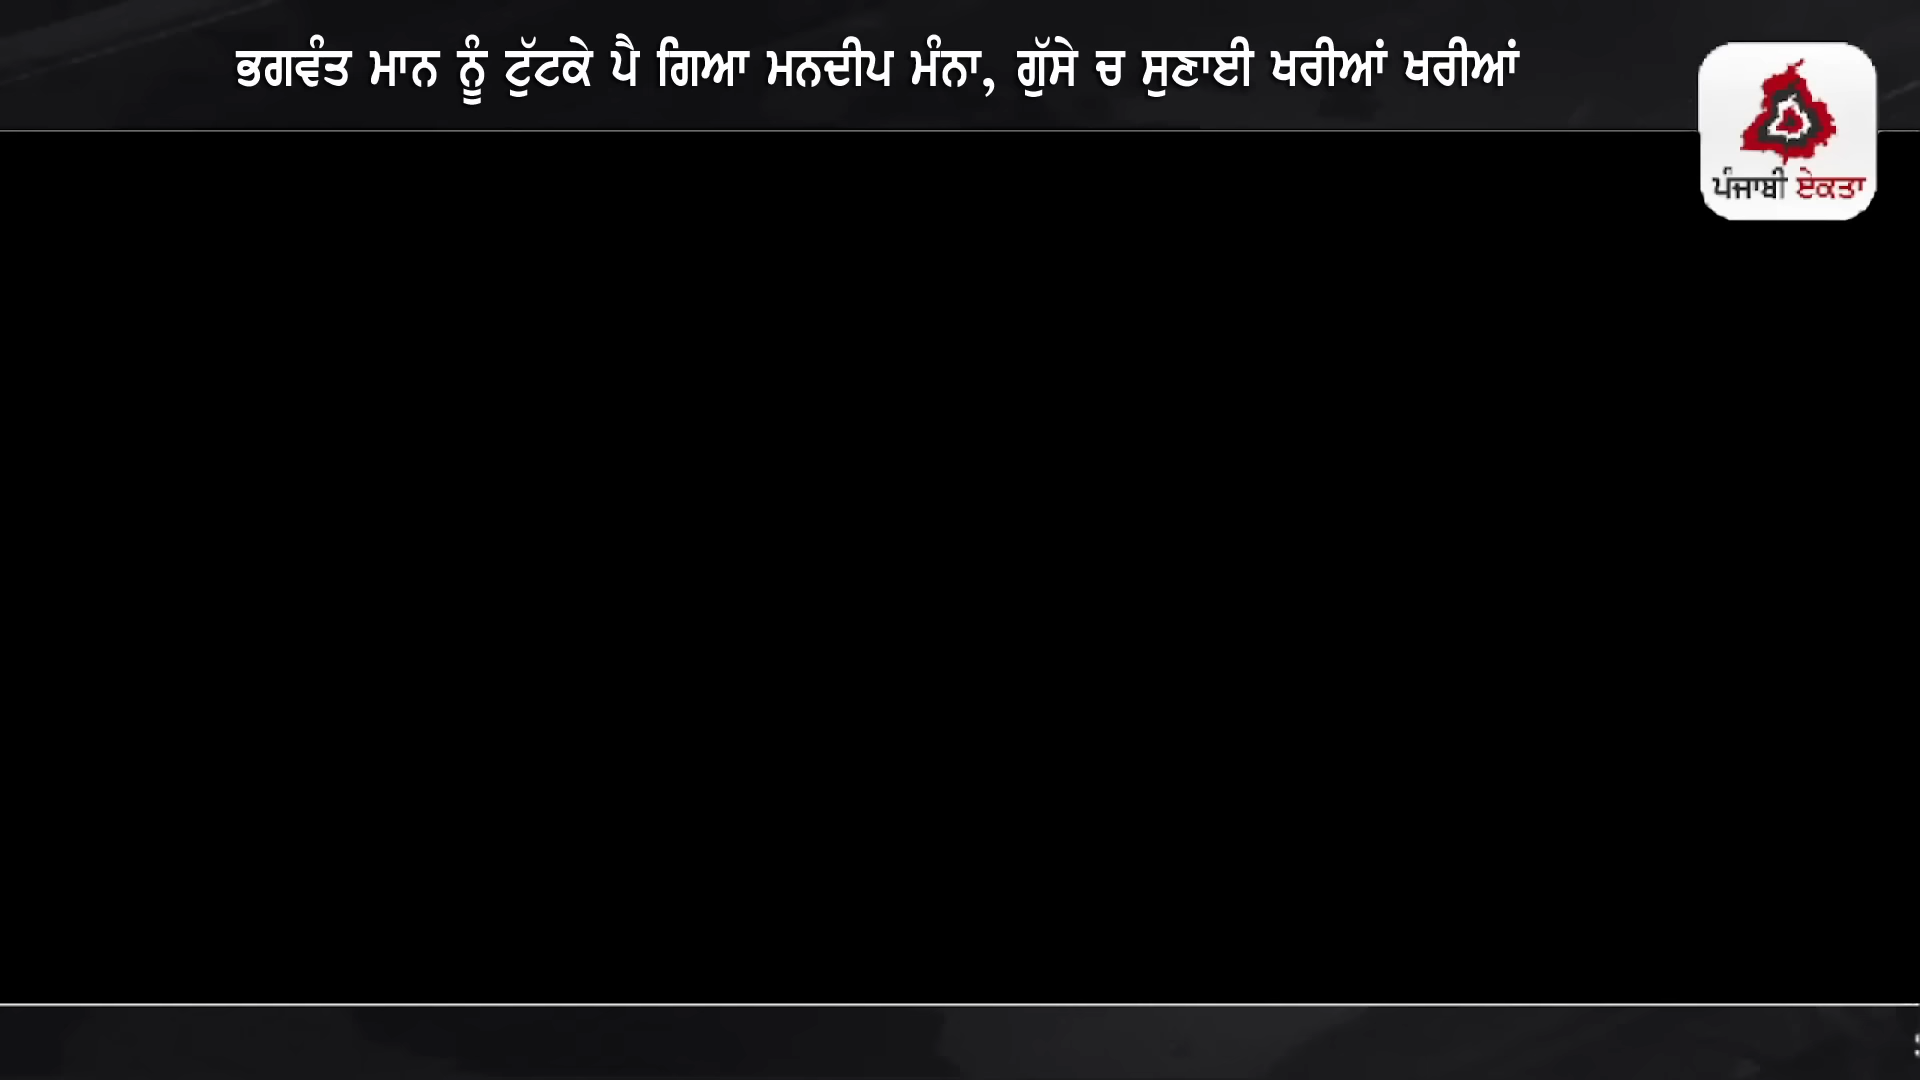 ਭਗਵੰਤ ਮਾਨ ਨੂੰ ਟੁੱਟਕੇ ਪੈ ਗਿਆ ਮਨਦੀਪ ਮੰਨਾ, ਗੁੱਸੇ ਚ ਸੁਣਾਈ ਖਰੀਆਂ ਖਰੀਆਂ
ਪੰਜਾਬੀ ਏਕਤਾ